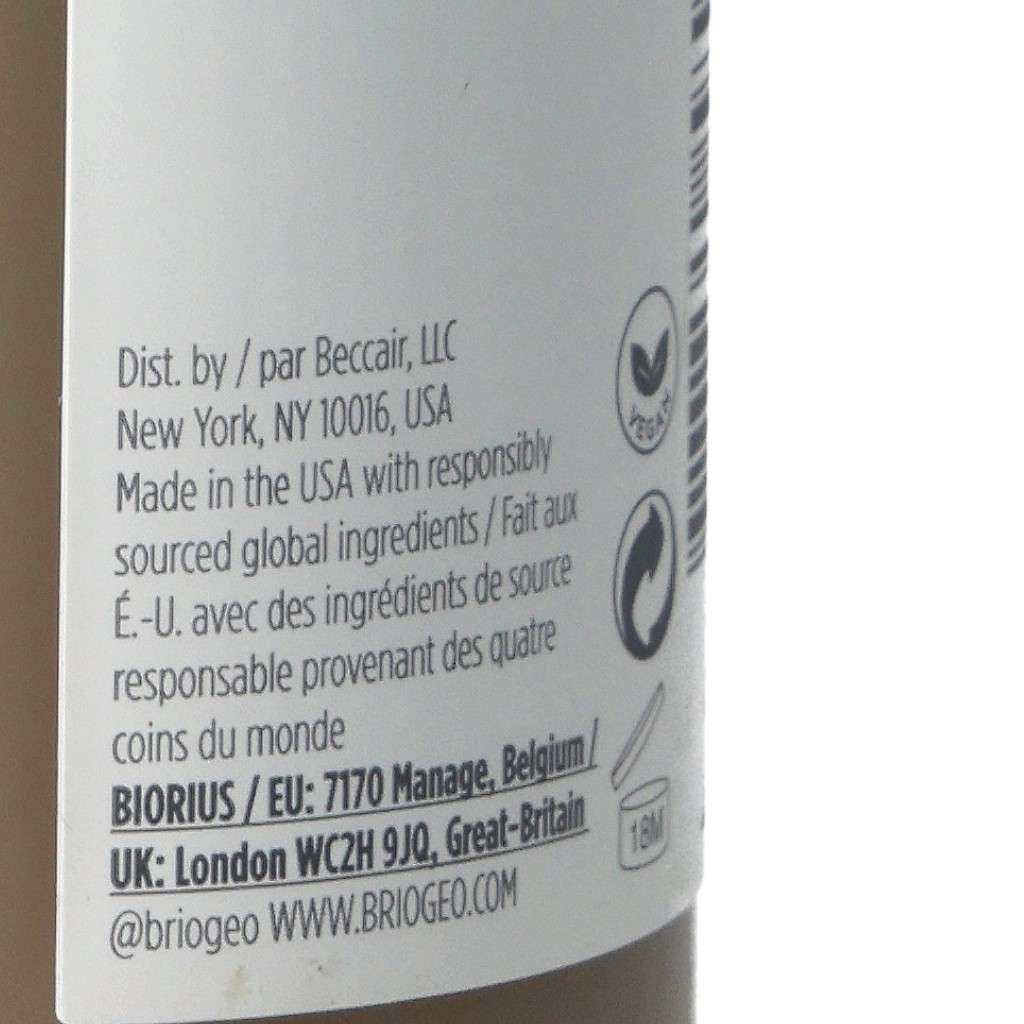 Dist. by / par Beccair, LLC
New York, NY 10016, USA
Made in the USA with responsibly
sourced global ingredients / Fait aux
É.-U. avec des ingrédients de source
responsable provenant des quatre
coins du monde
BIORIUS / EU: 7170 Manage, Belgium /
UK: London WC2H 9JQ, Great-Britain
@briogeo WWW.BRIOGEO.COM
VEGAN
18M